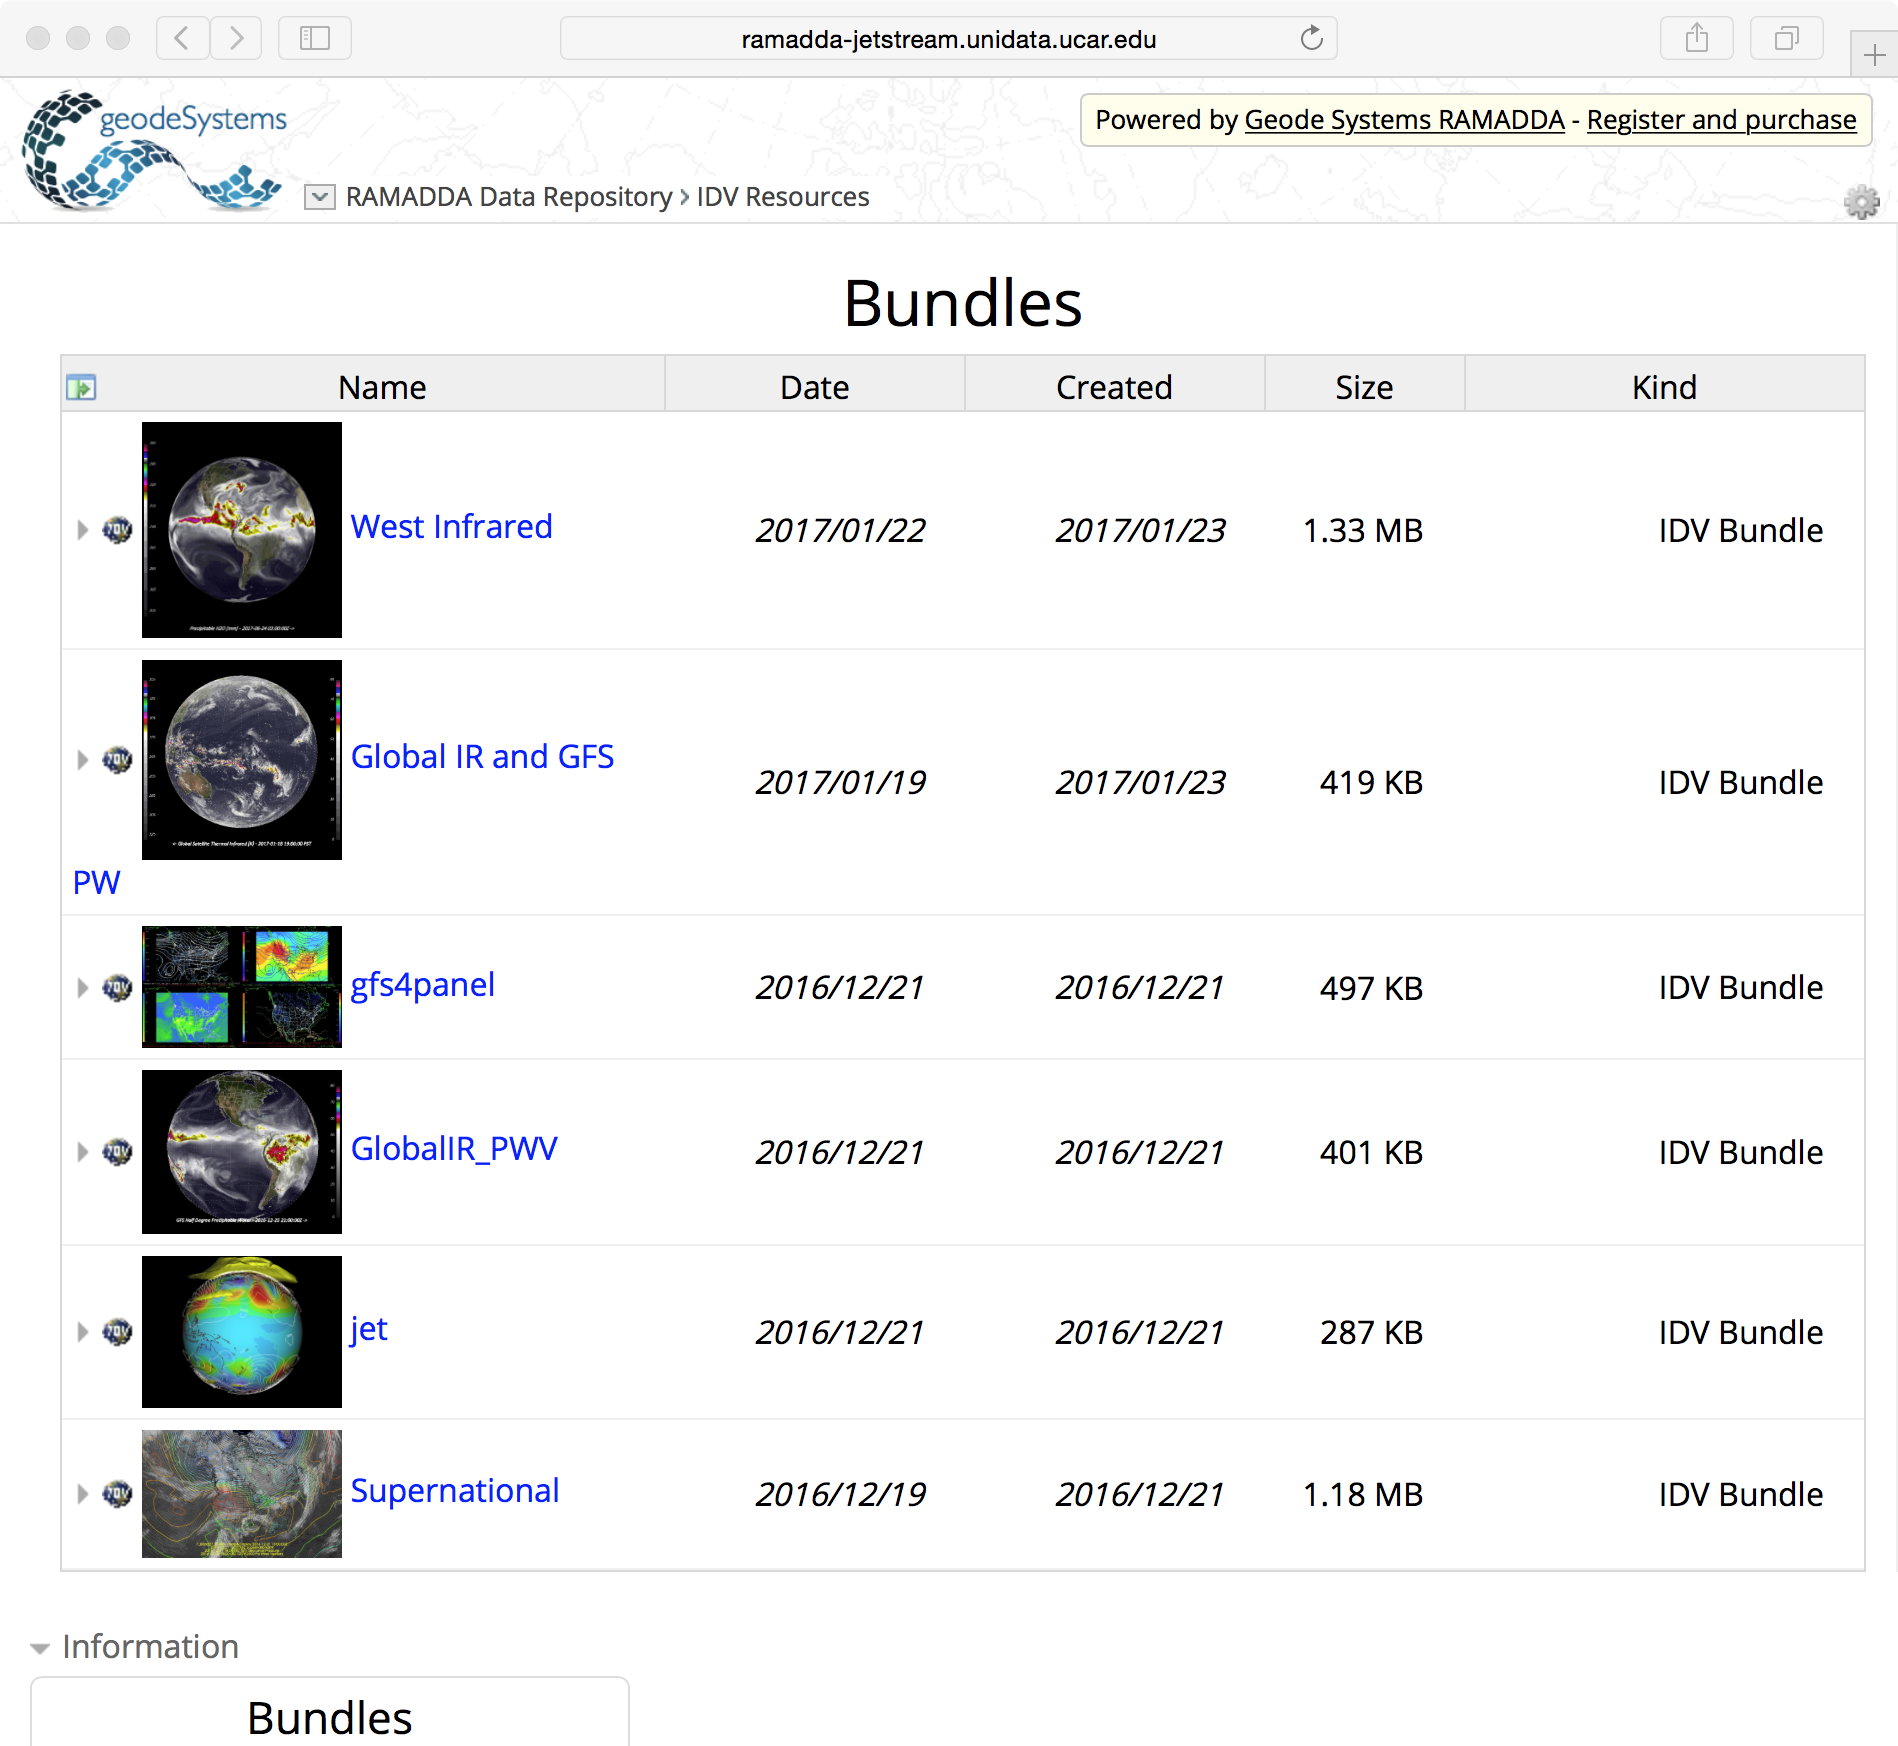 ramadda-jetstream.unidata.ucar.edu
geodeSystems
Powered by Geode Systems RAMADDA - Register and purchase
RAMADDA Data Repository › IDV Resources
Bundles
Name Date Created Size Kind
West Infrared 2017/01/22 2017/01/23 1.33 MB IDV Bundle
Global IR and GFS
2017/01/19 2017/01/23 419 KB IDV Bundle
PW
gfs4panel 2016/12/21 2016/12/21 497 KB IDV Bundle
GlobalIR_PWV 2016/12/21 2016/12/21 401 KB IDV Bundle
jet 2016/12/21 2016/12/21 287 KB IDV Bundle
Supernational 2016/12/19 2016/12/21 1.18 MB IDV Bundle
Information
Bundles